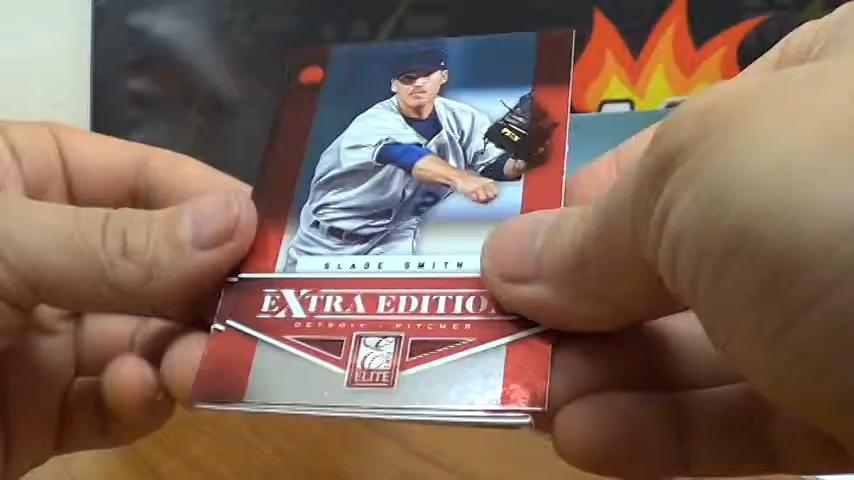 SLADE SMITH
EXTRA EDITION
DETROIT - PITCHER
ELITE